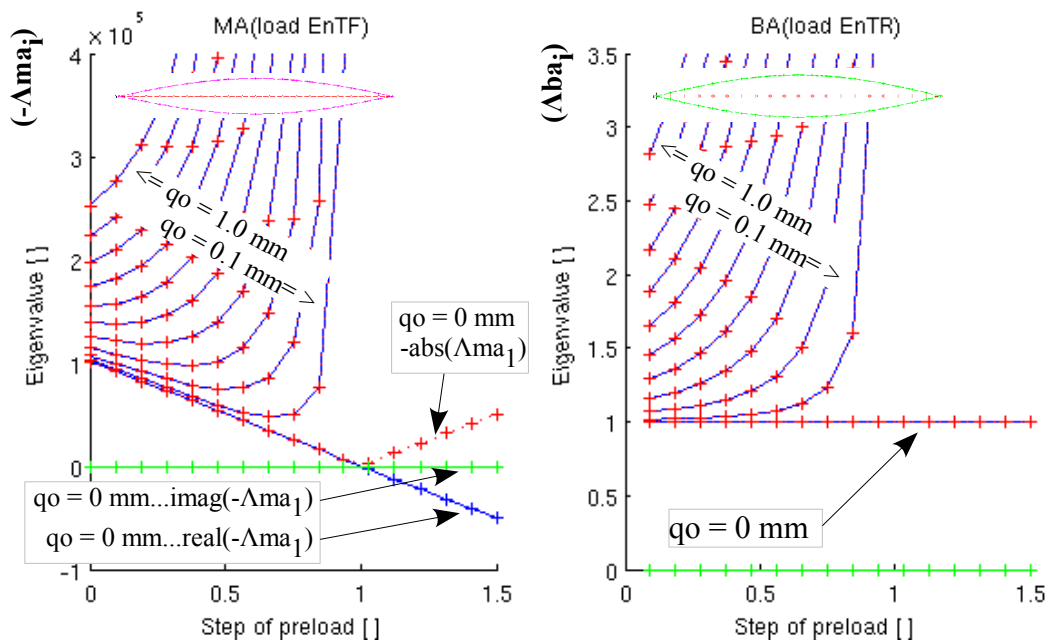 MA(load EnTF)
× 10⁵
(-Λmaᵢ)
Eigenvalue [ ]
4
3
2
1
0
-1
<= qo = 1.0 mm
qo = 0.1 mm=>
qo = 0 mm
-abs(Λma₁)
qo = 0 mm...imag(-Λma₁)
qo = 0 mm...real(-Λma₁)
0
0.5
1
1.5
Step of preload [ ]
BA(load EnTR)
(Λbaᵢ)
Eigenvalue [ ]
3.5
3
2.5
2
1.5
1
0.5
0
<= qo = 1.0 mm
qo = 0.1 mm=>
qo = 0 mm
0
0.5
1
1.5
Step of preload [ ]